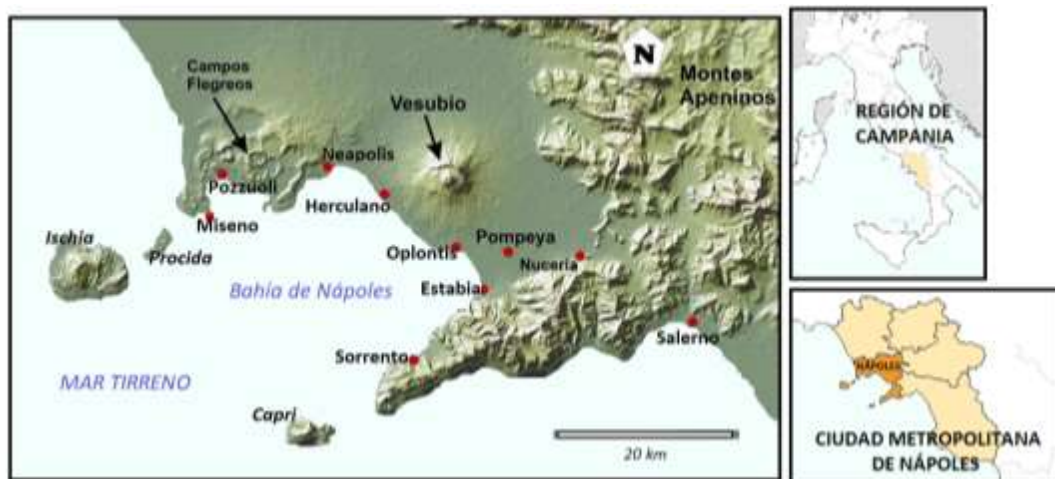 Campos
Flegreos
Vesubio
N
Montes
Apeninos
Neapolis
Pozzuoli
Herculano
Miseno
Ischia
Procida
Oplontis
Pompeya
Nuceria
Bahía de Nápoles
Estabia
Salerno
Sorrento
MAR TIRRENO
Capri
20 km
REGIÓN DE
CAMPANIA
NÁPOLES
CIUDAD METROPOLITANA
DE NÁPOLES